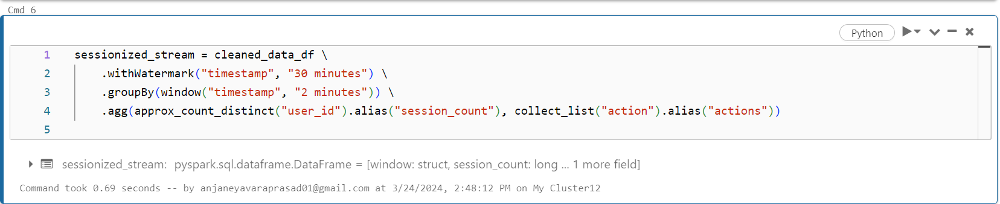 Cmd 6
Python
1 sessionized_stream = cleaned_data_df \
2 .withWatermark("timestamp", "30 minutes") \
3 .groupBy(window("timestamp", "2 minutes")) \
4 .agg(approx_count_distinct("user_id").alias("session_count"), collect_list("action").alias("actions"))
5
sessionized_stream: pyspark.sql.dataframe.DataFrame = [window: struct, session_count: long ... 1 more field]
Command took 0.69 seconds -- by anjaneyavaraprasad01@gmail.com at 3/24/2024, 2:48:12 PM on My Cluster12